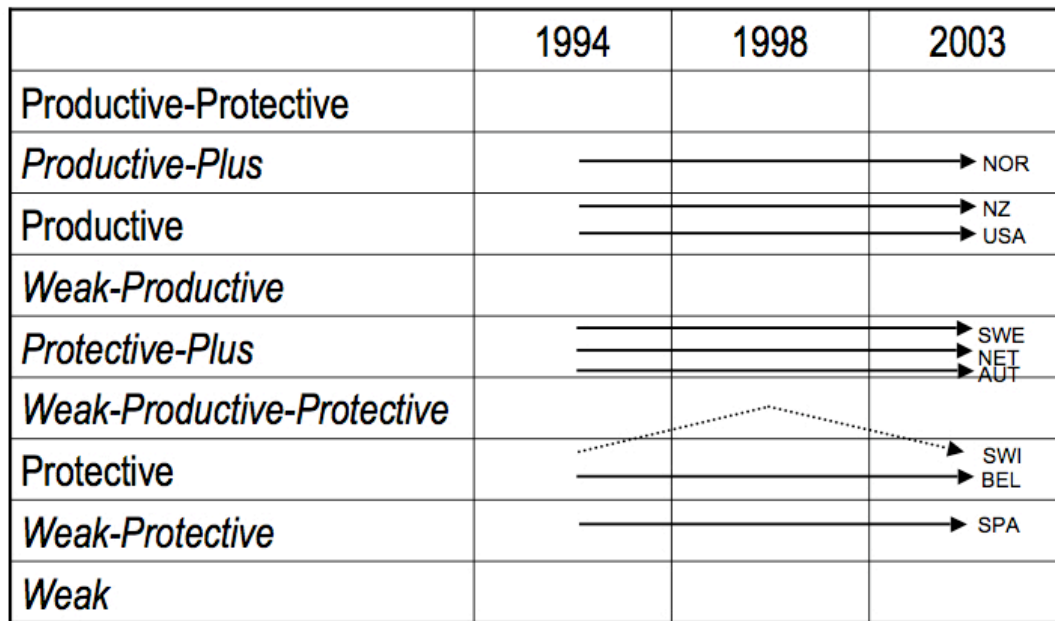 1994 1998 2003
Productive-Protective
Productive-Plus NOR
Productive NZ
USA
Weak-Productive
Protective-Plus SWE
NET
AUT
Weak-Productive-Protective
Protective SWI
BEL
Weak-Protective SPA
Weak